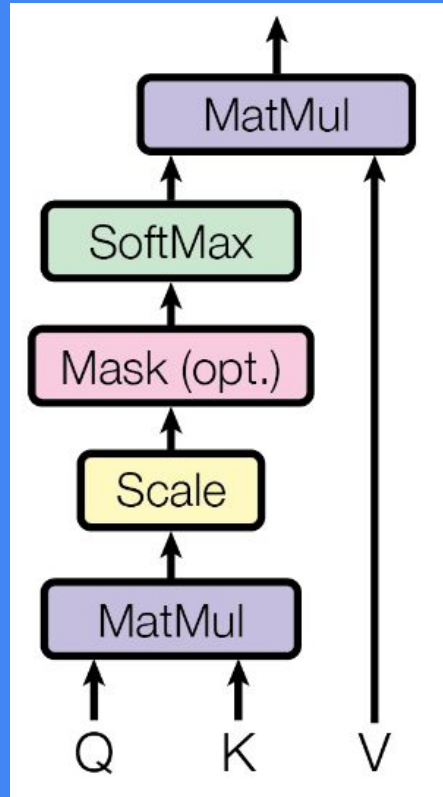 MatMul
SoftMax
Mask (opt.)
Scale
MatMul
Q K V